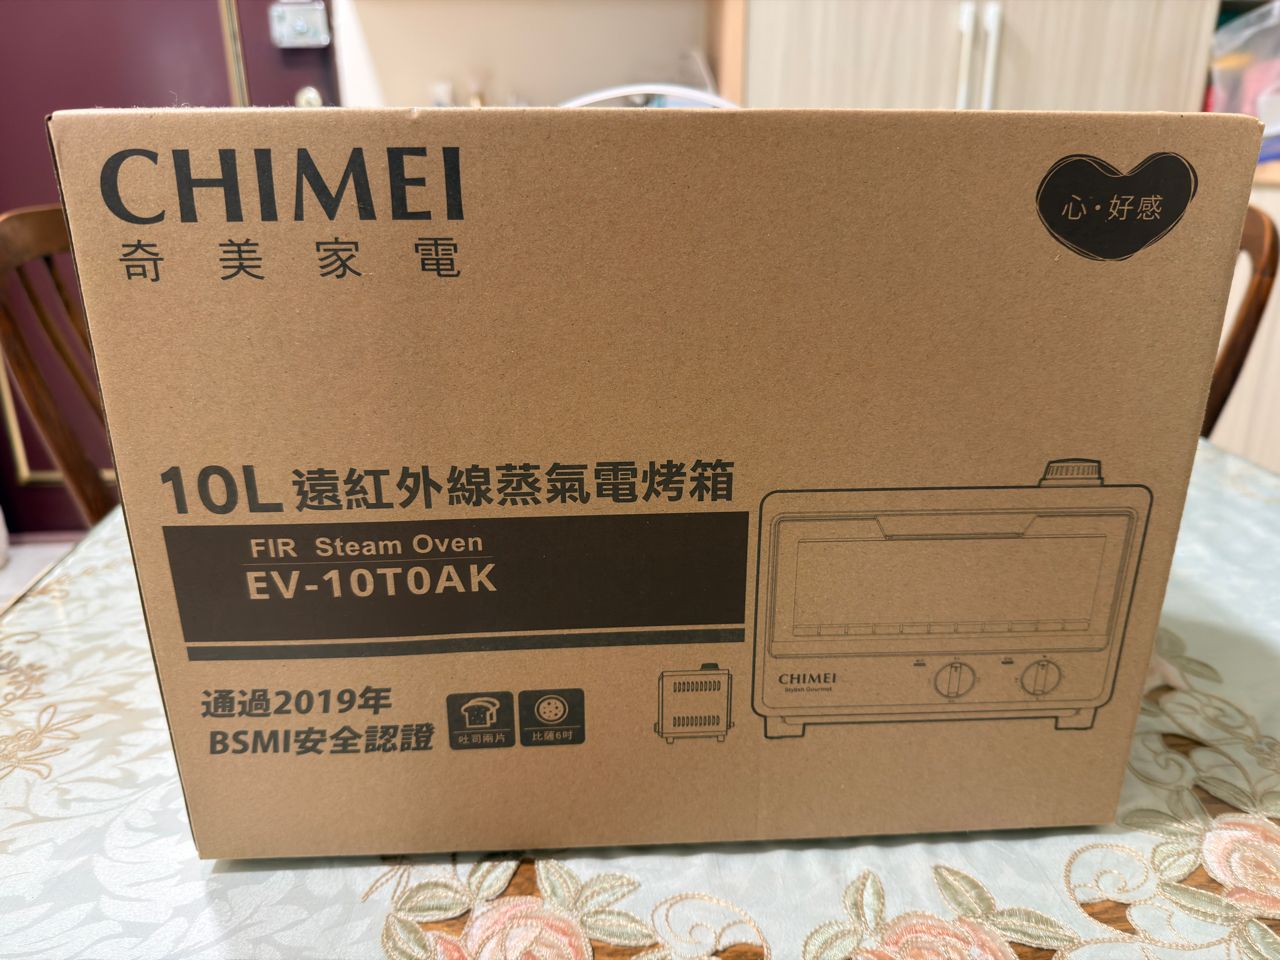 CHIMEI
奇美家電
心・好感
10L 遠紅外線蒸氣電烤箱
FIR Steam Oven
EV-10T0AK
通過2019年
BSMI安全認證
吐司兩片
比薩6吋
CHIMEI
Stylish Gourmet